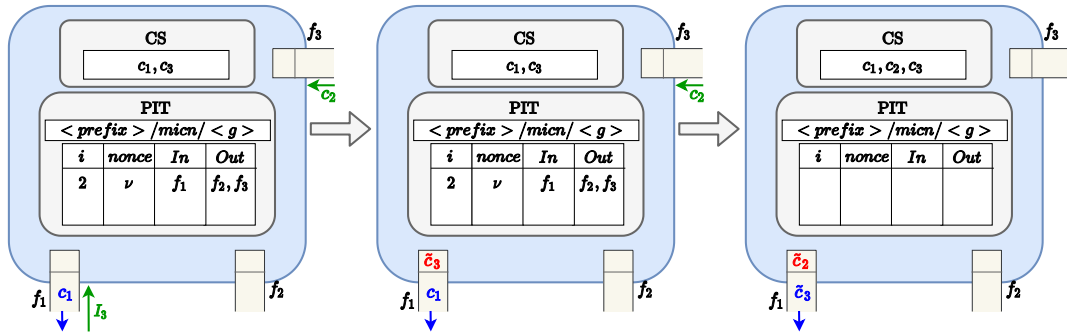 CS
c₁, c₃
f₃
c₂
PIT
< prefix > /micn/ < g >
i nonce In Out
2 ν f₁ f₂, f₃
f₁
c₁
I₃
f₂
CS
c₁, c₃
f₃
c₂
PIT
< prefix > /micn/ < g >
i nonce In Out
2 ν f₁ f₂, f₃
c̃₃
f₁
c₁
f₂
CS
c₁, c₂, c₃
f₃
PIT
< prefix > /micn/ < g >
i nonce In Out
c̃₂
f₁
c̃₃
f₂